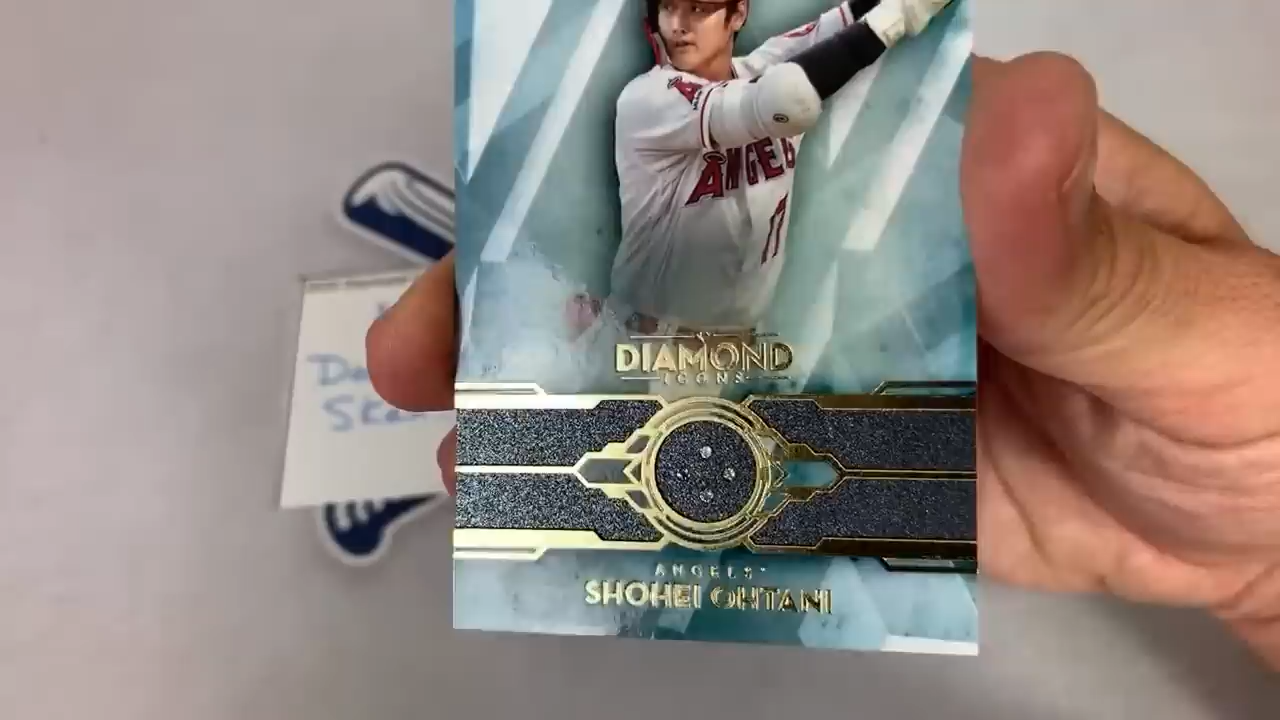 ANGELS
17
DIAMOND
ICONS
ANGELS
SHOHEI OHTANI